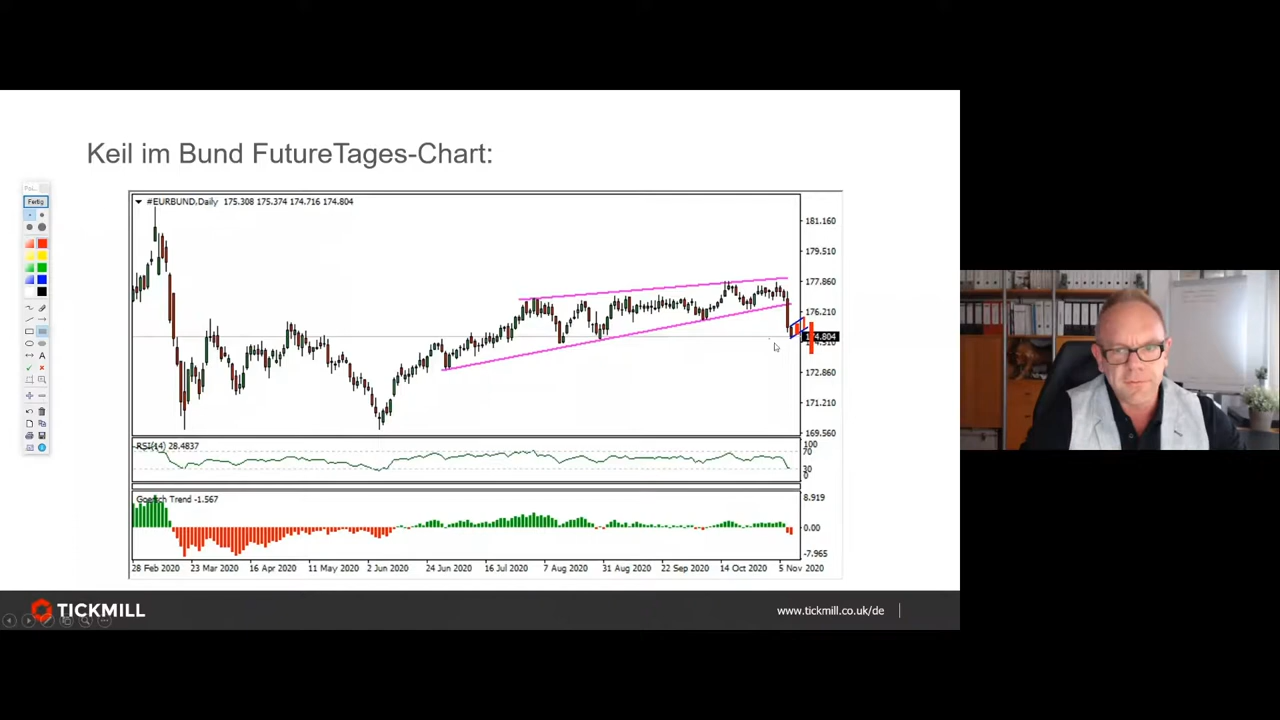 Keil im Bund FutureTages-Chart:
Fertig
A
#EURBUND,Daily 175.308 175.374 174.716 174.804
181.160
179.510
177.860
176.210
174.804
172.860
171.210
169.560
RSI(14) 28.4837
100
70
30
0
Trend -1.567
8.919
0.00
-7.965
28 Feb 2020 23 Mar 2020 16 Apr 2020 11 May 2020 2 Jun 2020 24 Jun 2020 16 Jul 2020 7 Aug 2020 31 Aug 2020 22 Sep 2020 14 Oct 2020 5 Nov 2020
TICKMILL
www.tickmill.co.uk/de